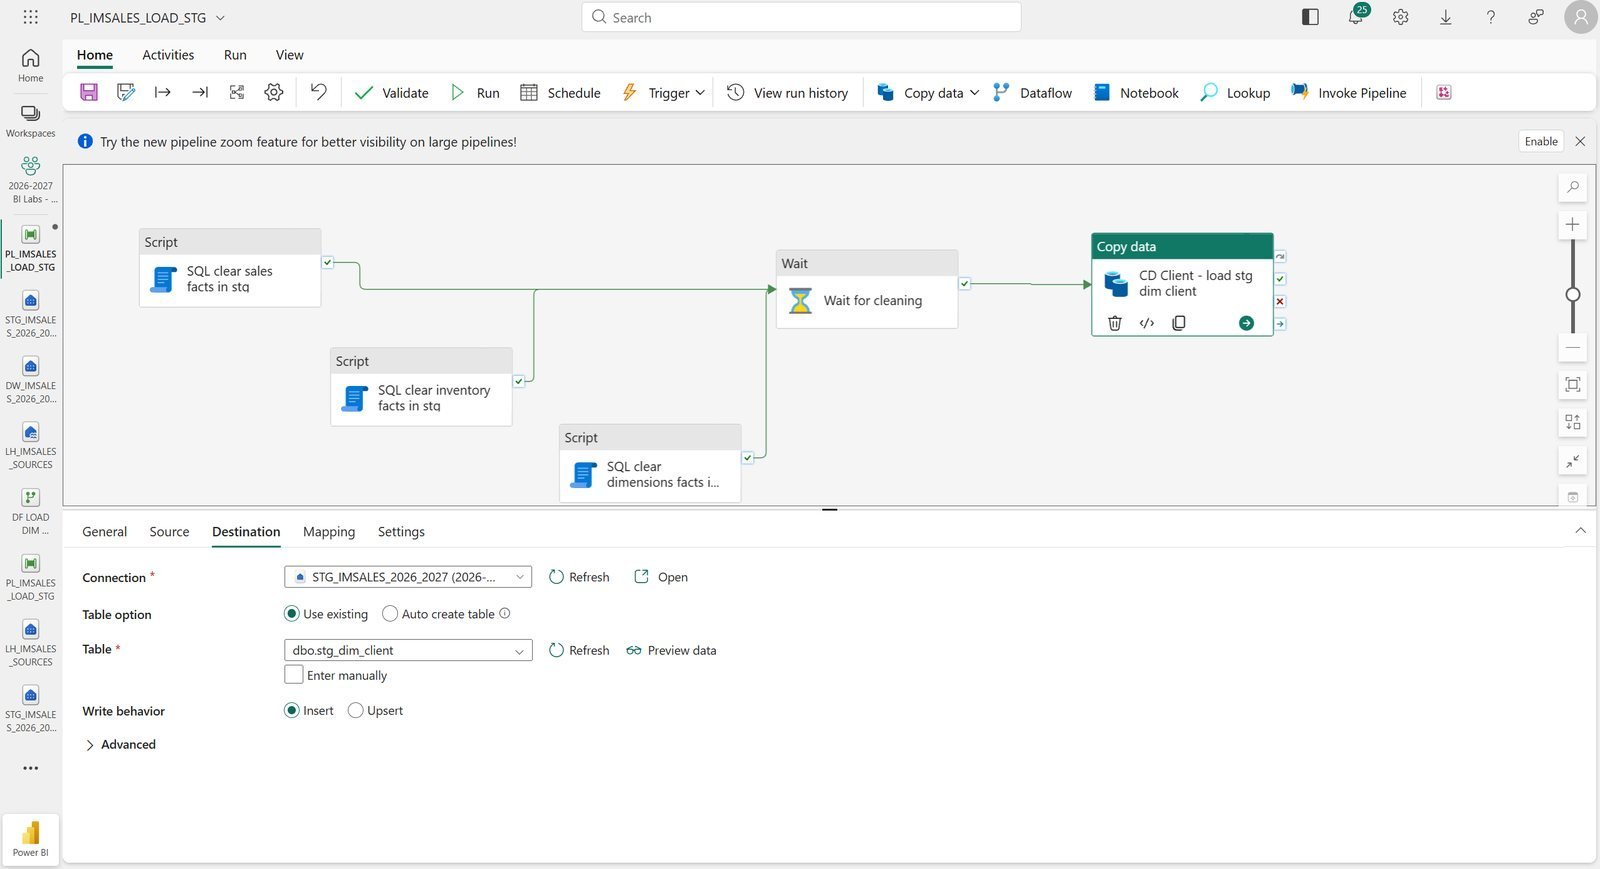 PL_IMSALES_LOAD_STG
Search
25
Home
Workspaces
2026-2027
BI Labs - ...
PL_IMSALES
_LOAD_STG
STG_IMSALE
S_2026_20...
DW_IMSALE
S_2026_20...
LH_IMSALES
_SOURCES
DF LOAD
DIM ...
PL_IMSALES
_LOAD_STG
LH_IMSALES
_SOURCES
STG_IMSALE
S_2026_20...
Power BI
Home Activities Run View
Validate Run Schedule Trigger View run history Copy data Dataflow Notebook Lookup Invoke Pipeline
Try the new pipeline zoom feature for better visibility on large pipelines!
Enable
Script
SQL clear sales
facts in stg
Script
SQL clear inventory
facts in stg
Script
SQL clear
dimensions facts i...
Wait
Wait for cleaning
Copy data
CD Client - load stg
dim client
General Source Destination Mapping Settings
Connection * STG_IMSALES_2026_2027 (2026-... Refresh Open
Table option Use existing Auto create table
Table * dbo.stg_dim_client Refresh Preview data
Enter manually
Write behavior Insert Upsert
Advanced